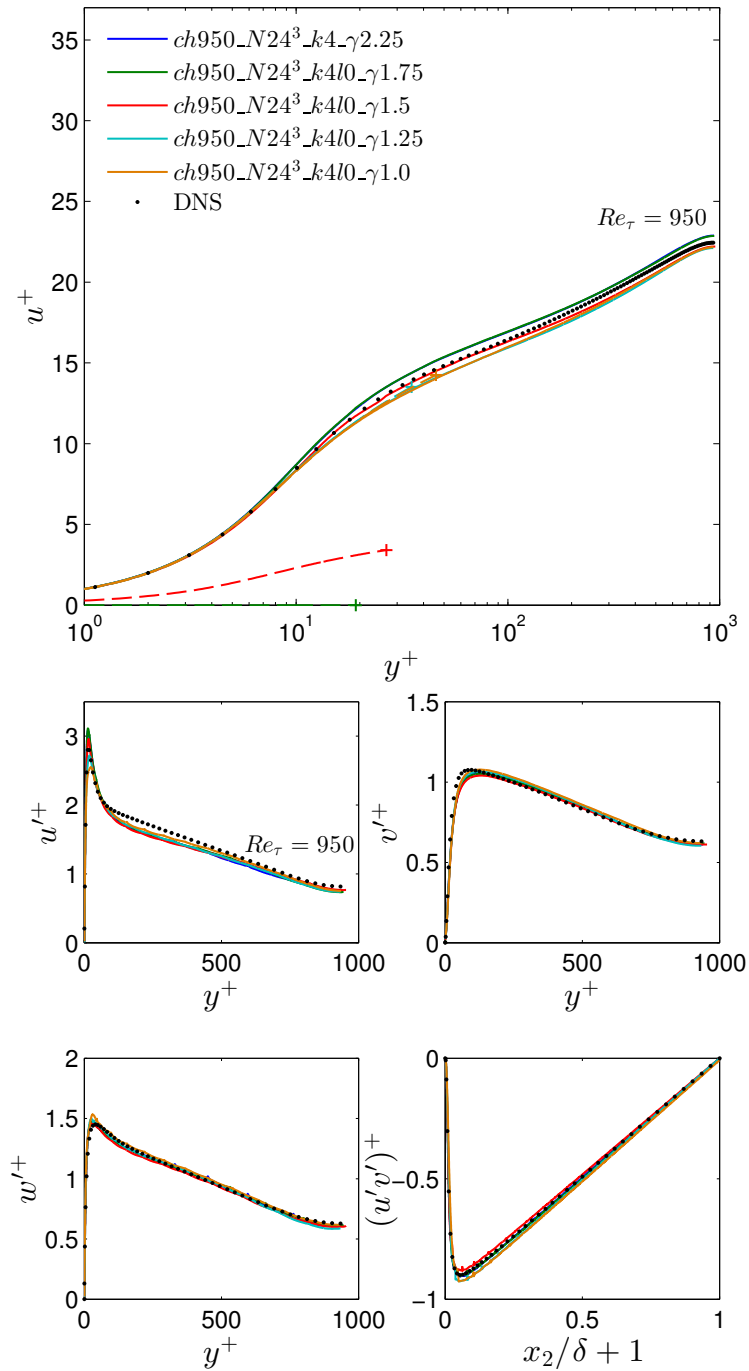 35
30
25
20
15
10
5
0
u⁺
ch950_N24³_k4_γ2.25
ch950_N24³_k4l0_γ1.75
ch950_N24³_k4l0_γ1.5
ch950_N24³_k4l0_γ1.25
ch950_N24³_k4l0_γ1.0
DNS
Re_τ = 950
10⁰ 10¹ 10² 10³
y⁺
3
2
1
0
u′⁺
Re_τ = 950
0 500 1000
y⁺
1.5
1
0.5
0
v′⁺
0 500 1000
y⁺
2
1.5
1
0.5
0
w′⁺
0 500 1000
y⁺
0
−0.5
−1
(u′v′)⁺
0 0.5 1
x₂/δ + 1